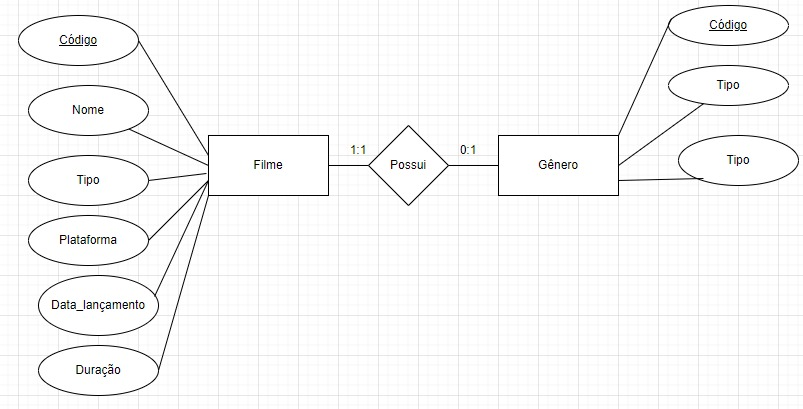 Código
Nome
Tipo
Plataforma
Data_lançamento
Duração
Filme
1:1
Possui
0:1
Gênero
Código
Tipo
Tipo